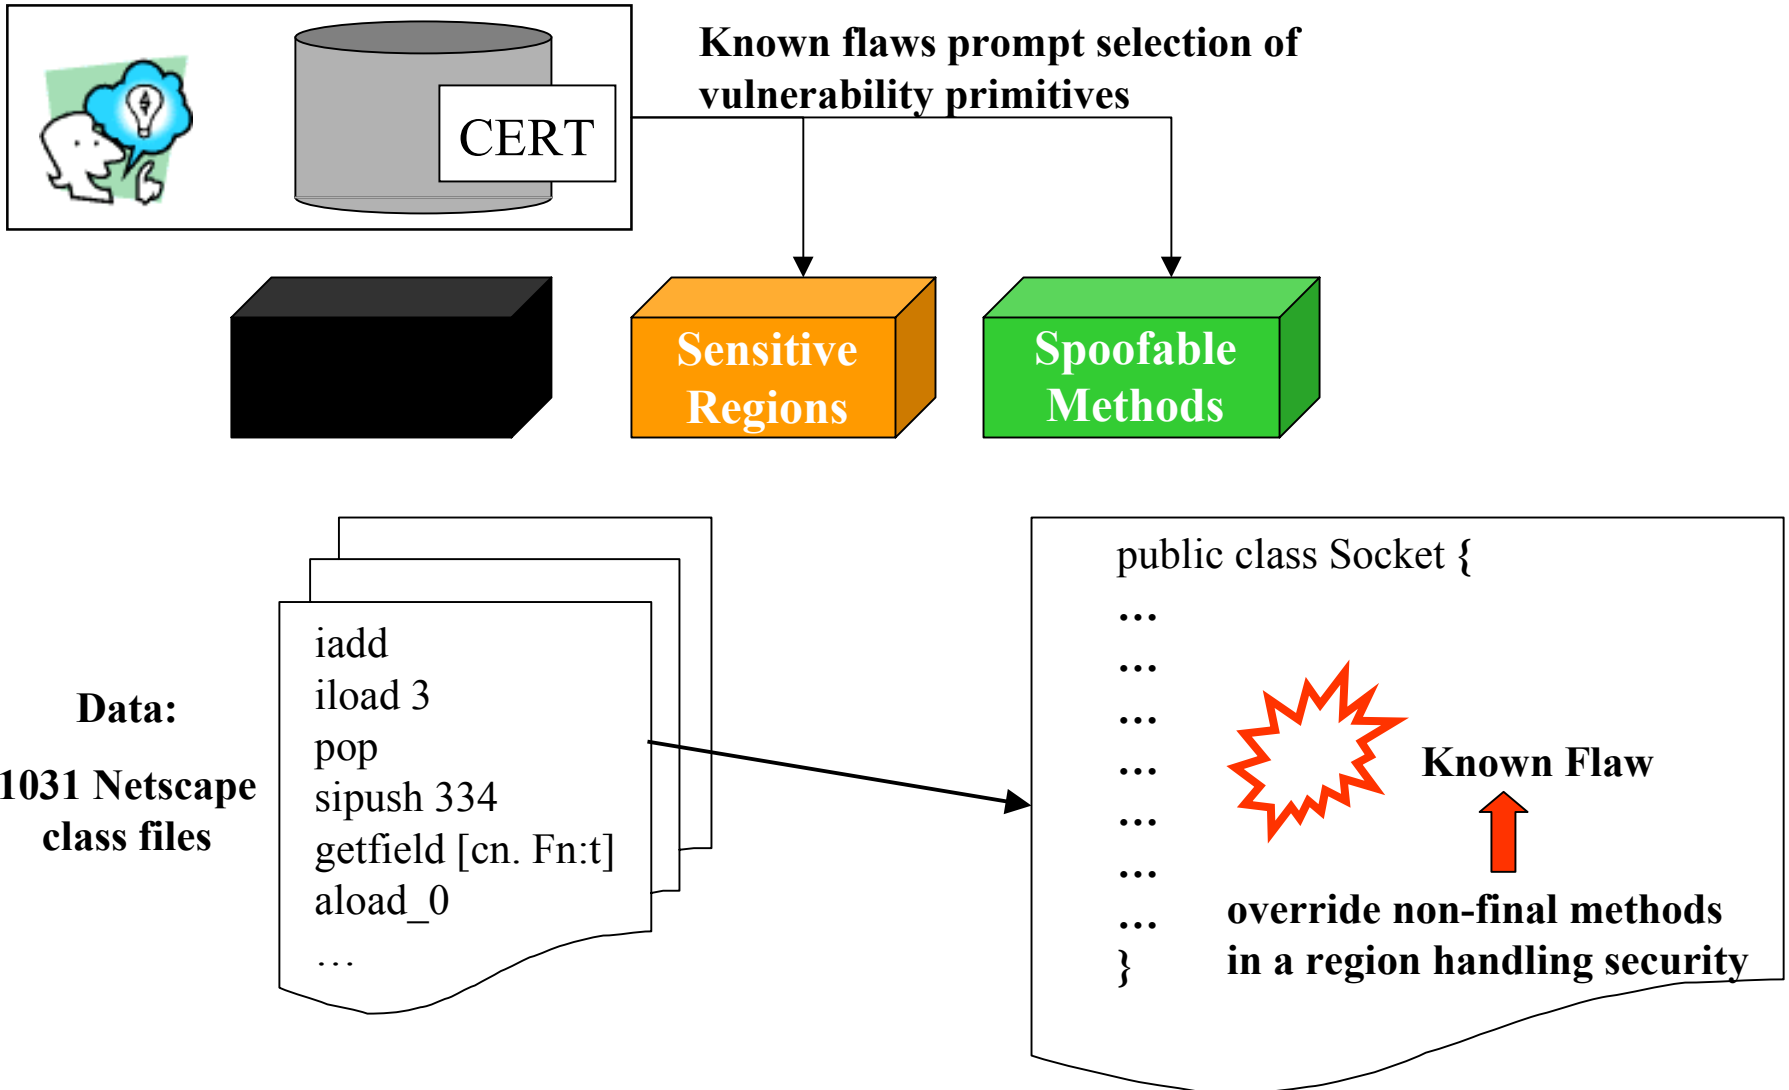 Known flaws prompt selection of
vulnerability primitives
CERT
Sensitive
Regions
Spoofable
Methods
Data:
1031 Netscape
class files
iadd
iload 3
pop
sipush 334
getfield [cn. Fn:t]
aload_0
…
public class Socket {
…
…
…
…
…
…
…
}
Known Flaw
override non-final methods
in a region handling security